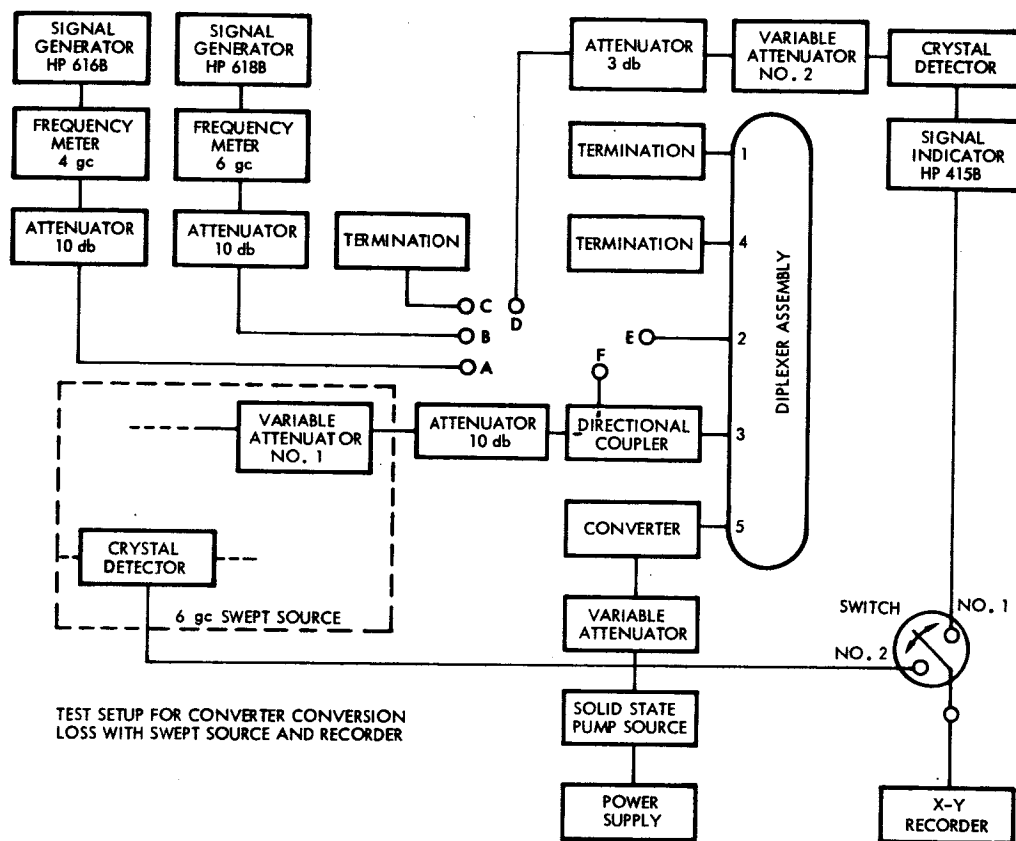 SIGNAL
GENERATOR
HP 616B
SIGNAL
GENERATOR
HP 618B
ATTENUATOR
3 db
VARIABLE
ATTENUATOR
NO. 2
CRYSTAL
DETECTOR
FREQUENCY
METER
4 gc
FREQUENCY
METER
6 gc
TERMINATION
1
SIGNAL
INDICATOR
HP 415B
ATTENUATOR
10 db
ATTENUATOR
10 db
TERMINATION
TERMINATION
4
C
D
B
A
E
2
F
DIPLEXER ASSEMBLY
VARIABLE
ATTENUATOR
NO. 1
ATTENUATOR
10 db
DIRECTIONAL
COUPLER
3
CONVERTER
5
CRYSTAL
DETECTOR
6 gc SWEPT SOURCE
VARIABLE
ATTENUATOR
SWITCH
NO. 1
NO. 2
TEST SETUP FOR CONVERTER CONVERSION
LOSS WITH SWEPT SOURCE AND RECORDER
SOLID STATE
PUMP SOURCE
POWER
SUPPLY
X-Y
RECORDER